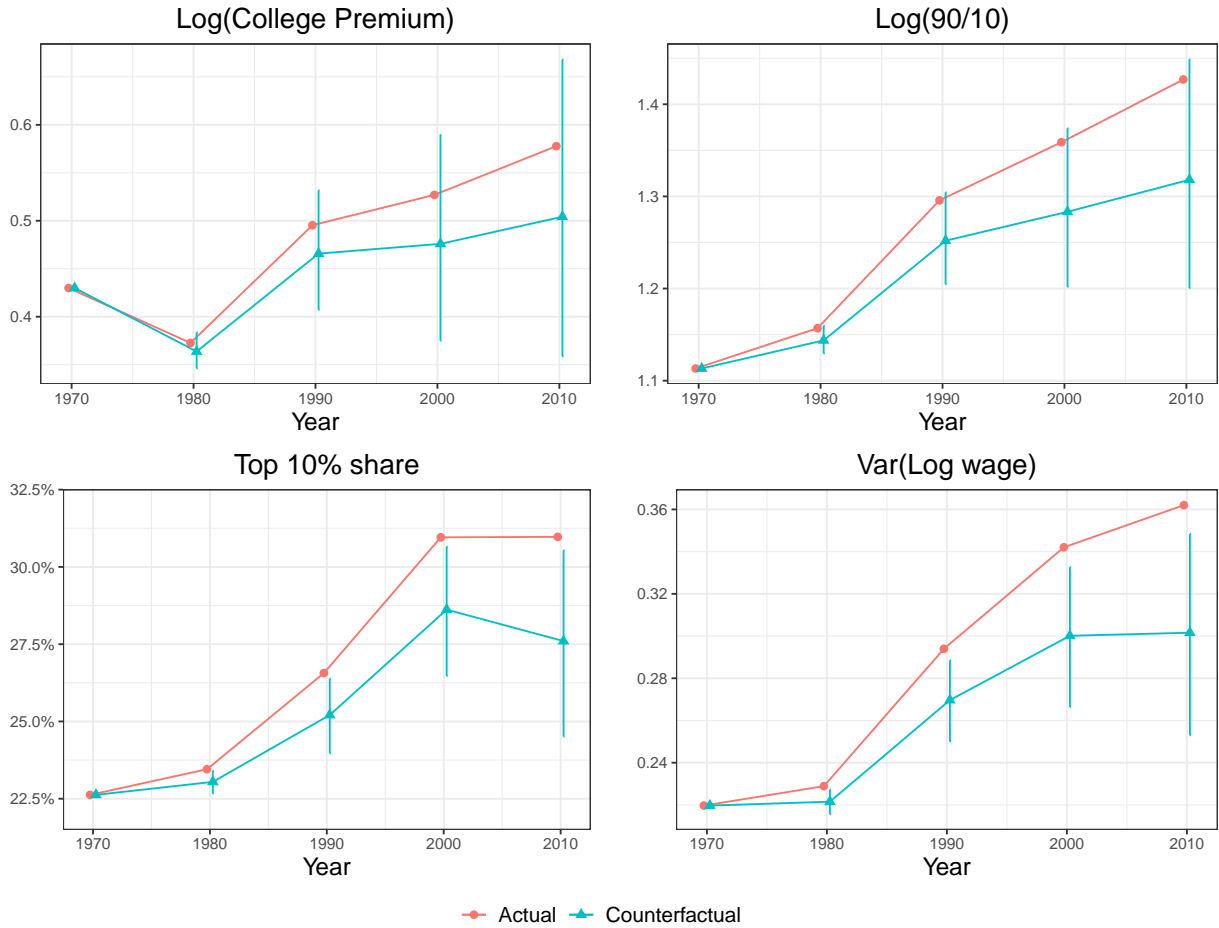 Log(College Premium)
0.6
0.5
0.4
1970 1980 1990 2000 2010
Year
Log(90/10)
1.4
1.3
1.2
1.1
1970 1980 1990 2000 2010
Year
Top 10% share
32.5%
30.0%
27.5%
25.0%
22.5%
1970 1980 1990 2000 2010
Year
Var(Log wage)
0.36
0.32
0.28
0.24
1970 1980 1990 2000 2010
Year
Actual Counterfactual